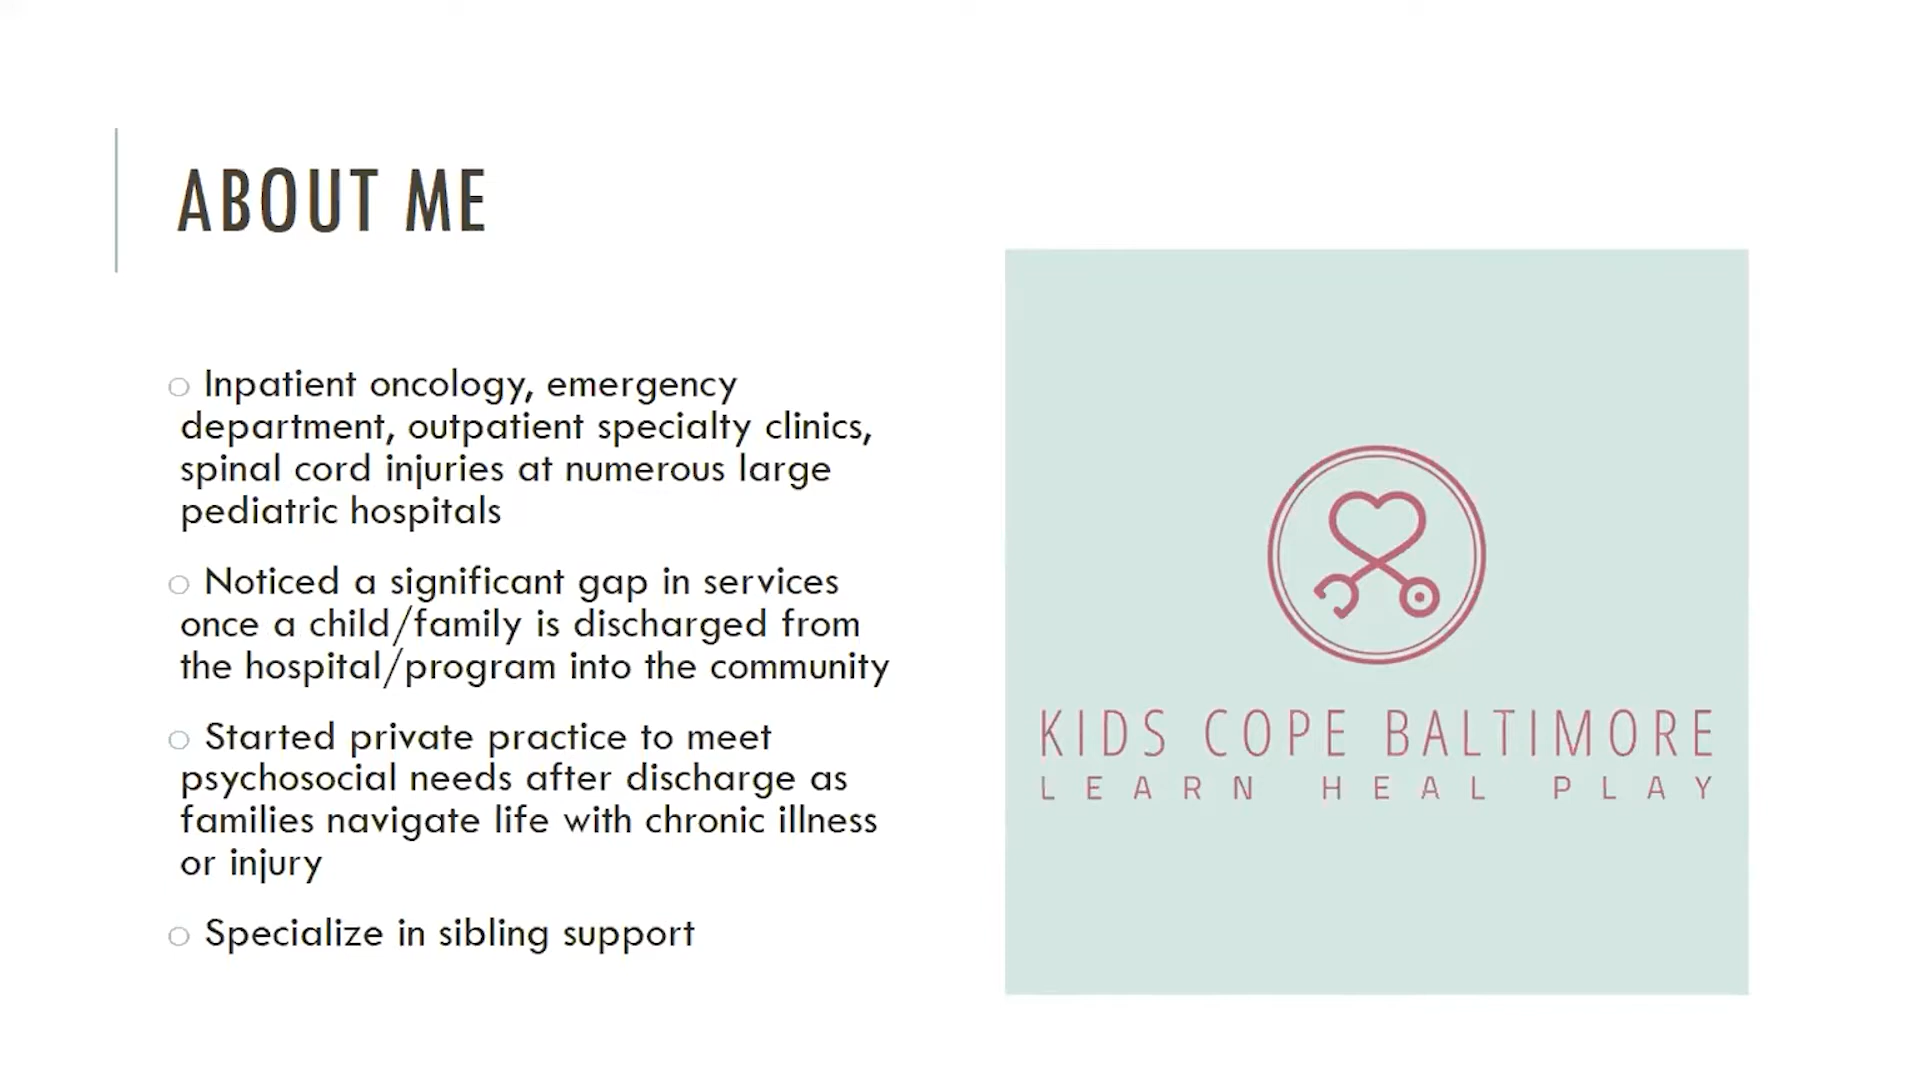 ABOUT ME
Inpatient oncology, emergency
department, outpatient specialty clinics,
spinal cord injuries at numerous large
pediatric hospitals
Noticed a significant gap in services
once a child/family is discharged from
the hospital/program into the community
Started private practice to meet
psychosocial needs after discharge as
families navigate life with chronic illness
or injury
Specialize in sibling support
KIDS COPE BALTIMORE
LEARN HEAL PLAY